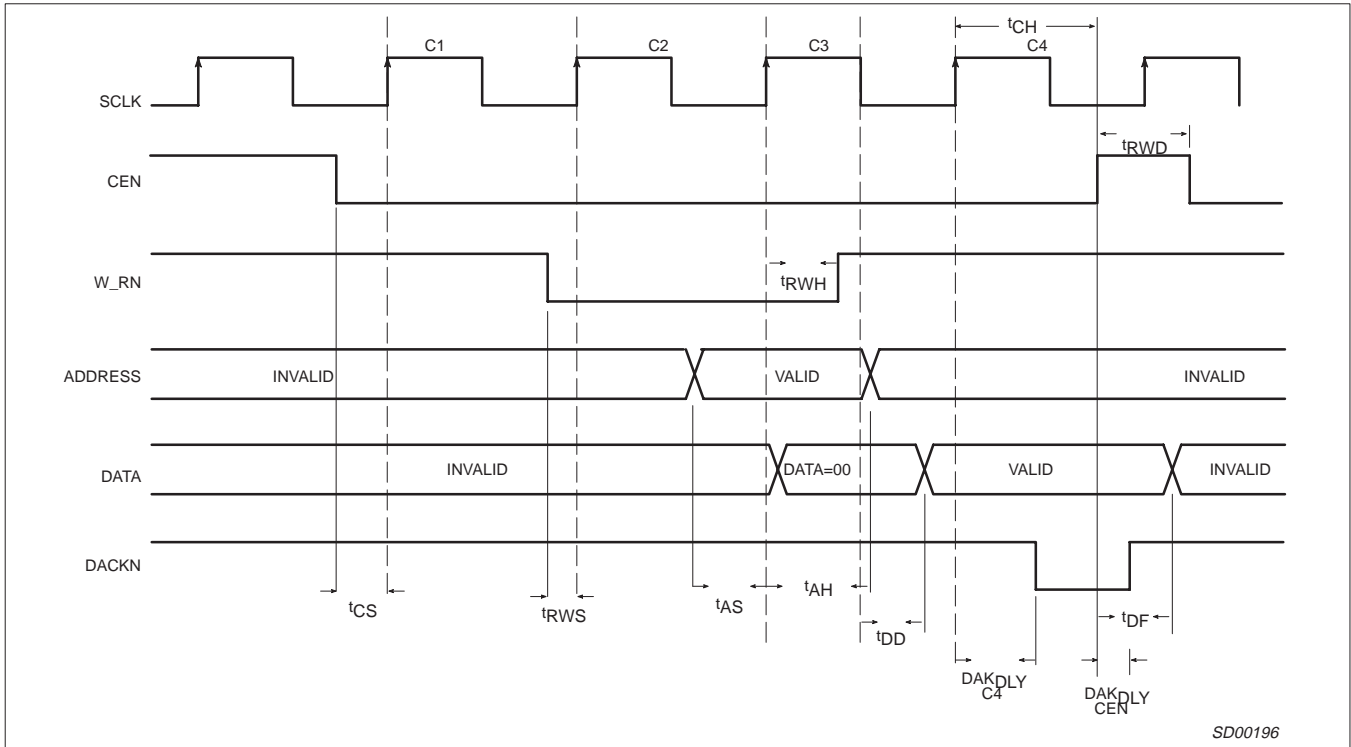 tCH
C1 C2 C3 C4
SCLK
tRWD
CEN
W_RN
tRWH
ADDRESS INVALID VALID INVALID
DATA INVALID DATA=00 VALID INVALID
DACKN
tCS tRWS tAS tAH tDD tDF
DAKDLY C4
DAKDLY CEN
SD00196